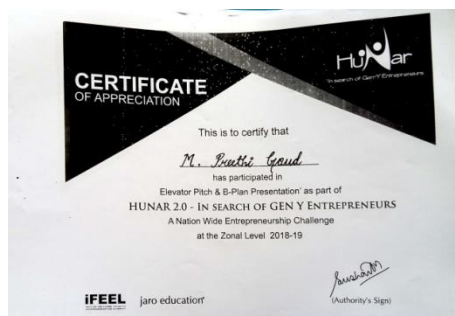 CERTIFICATE
OF APPRECIATION
HuNar
'In search of Gen Y Entrepreneurs
This is to certify that
M. Preethi Goud
has participated in
Elevator Pitch & B-Plan Presentation' as part of
HUNAR 2.0 - IN SEARCH OF GEN Y ENTREPRENEURS
A Nation Wide Entrepreneurship Challenge
at the Zonal Level 2018-19
(Authority's Sign)
iFEEL
jaro education